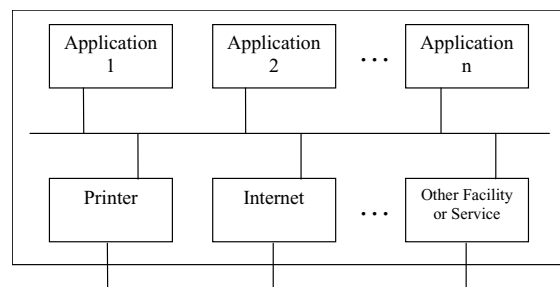 Application
1
Application
2
...
Application
n
Printer
Internet
...
Other Facility
or Service